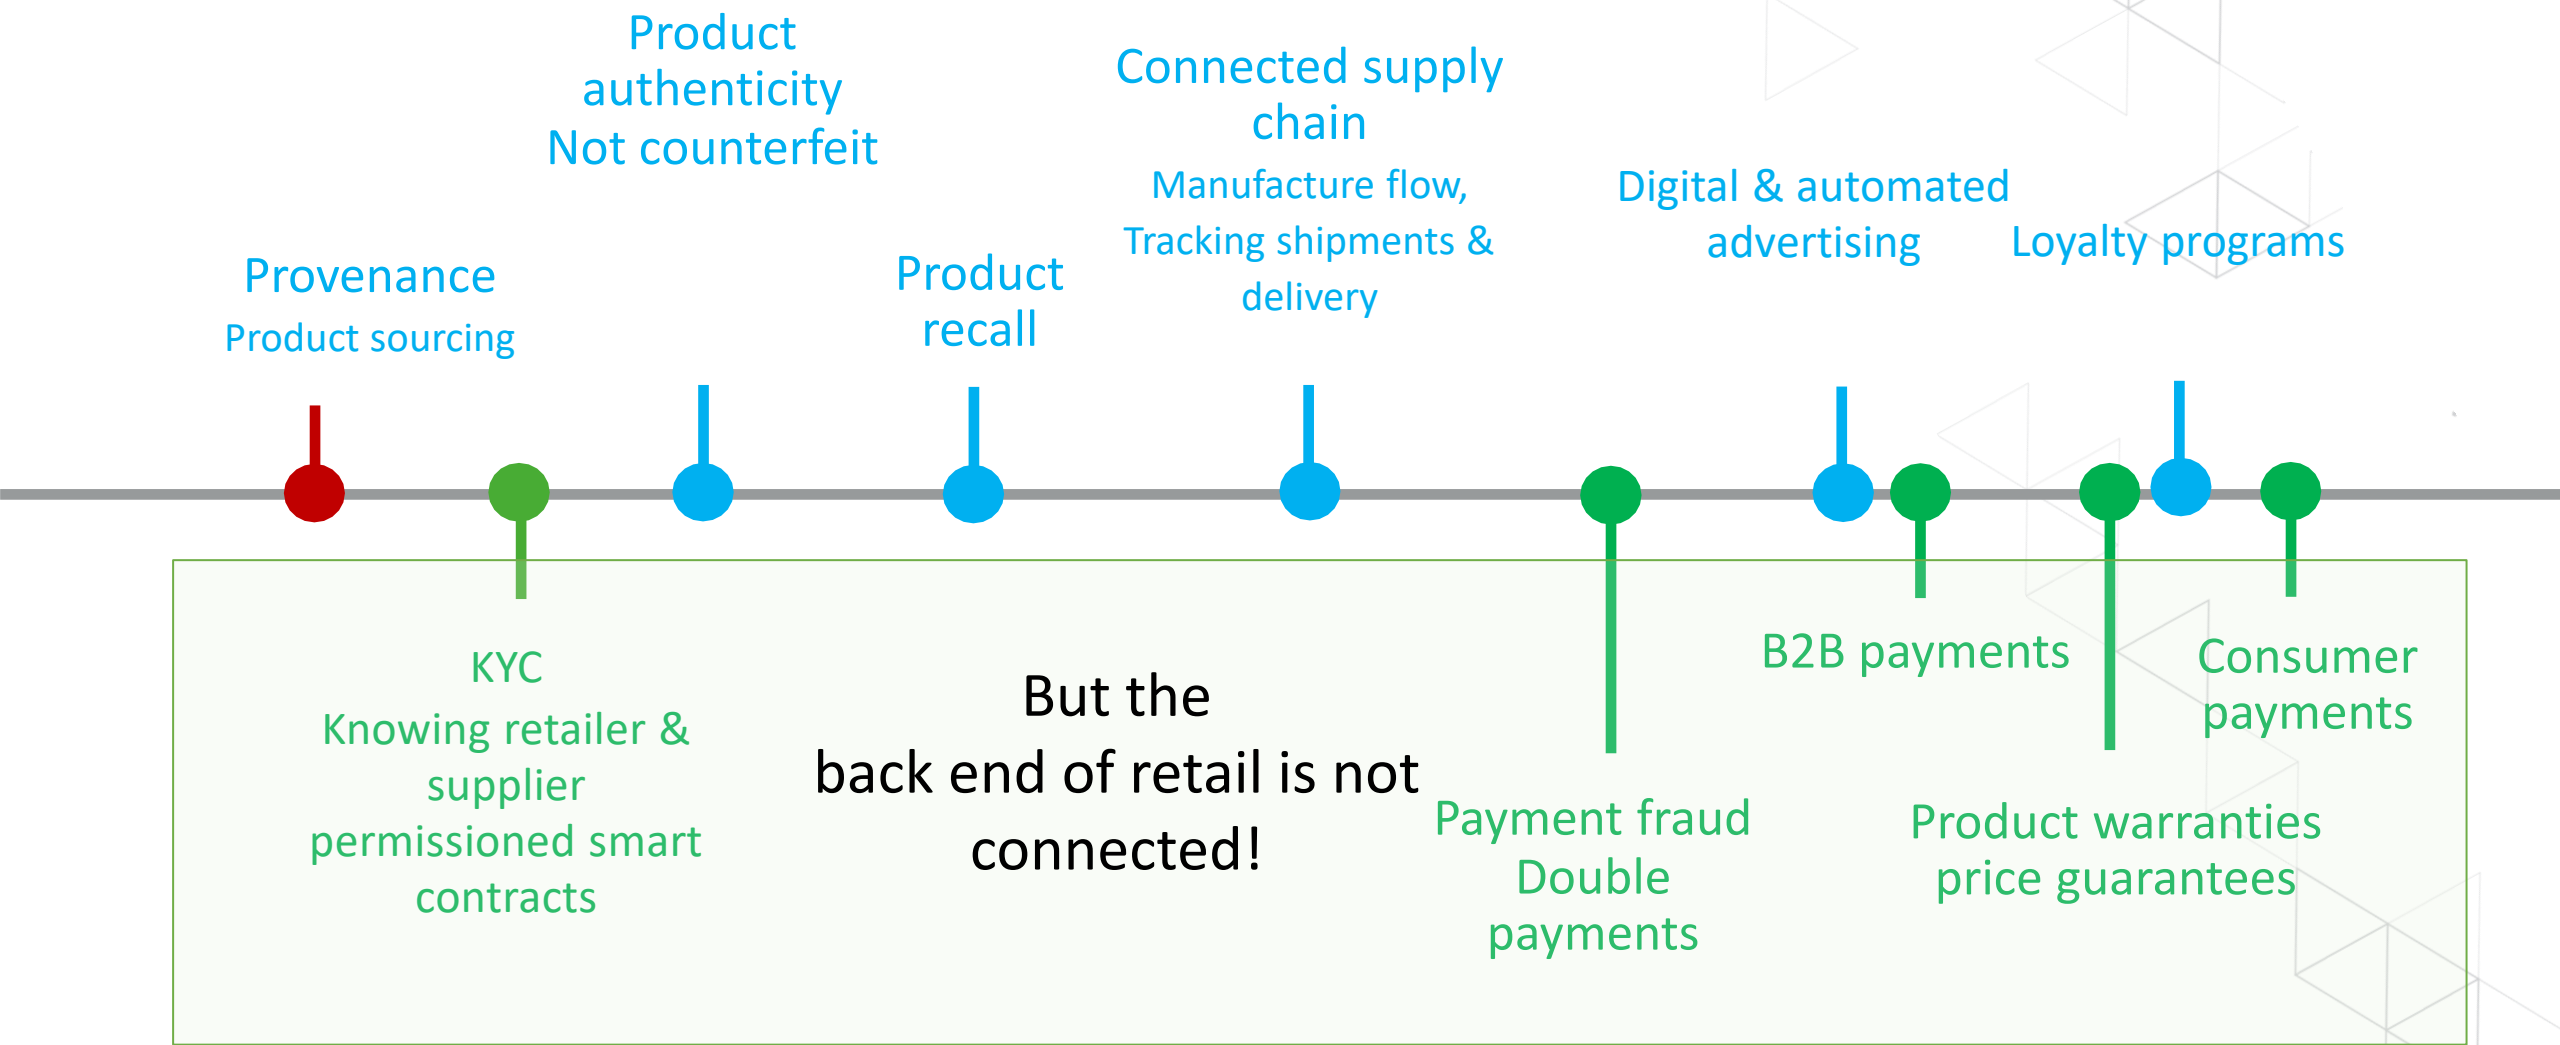 Product
authenticity
Not counterfeit
Connected supply
chain
Manufacture flow,
Tracking shipments &
delivery
Digital & automated
advertising
Loyalty programs
Provenance
Product sourcing
Product
recall
KYC
Knowing retailer &
supplier
permissioned smart
contracts
But the
back end of retail is not
connected!
Payment fraud
Double
payments
B2B payments
Product warranties
price guarantees
Consumer
payments